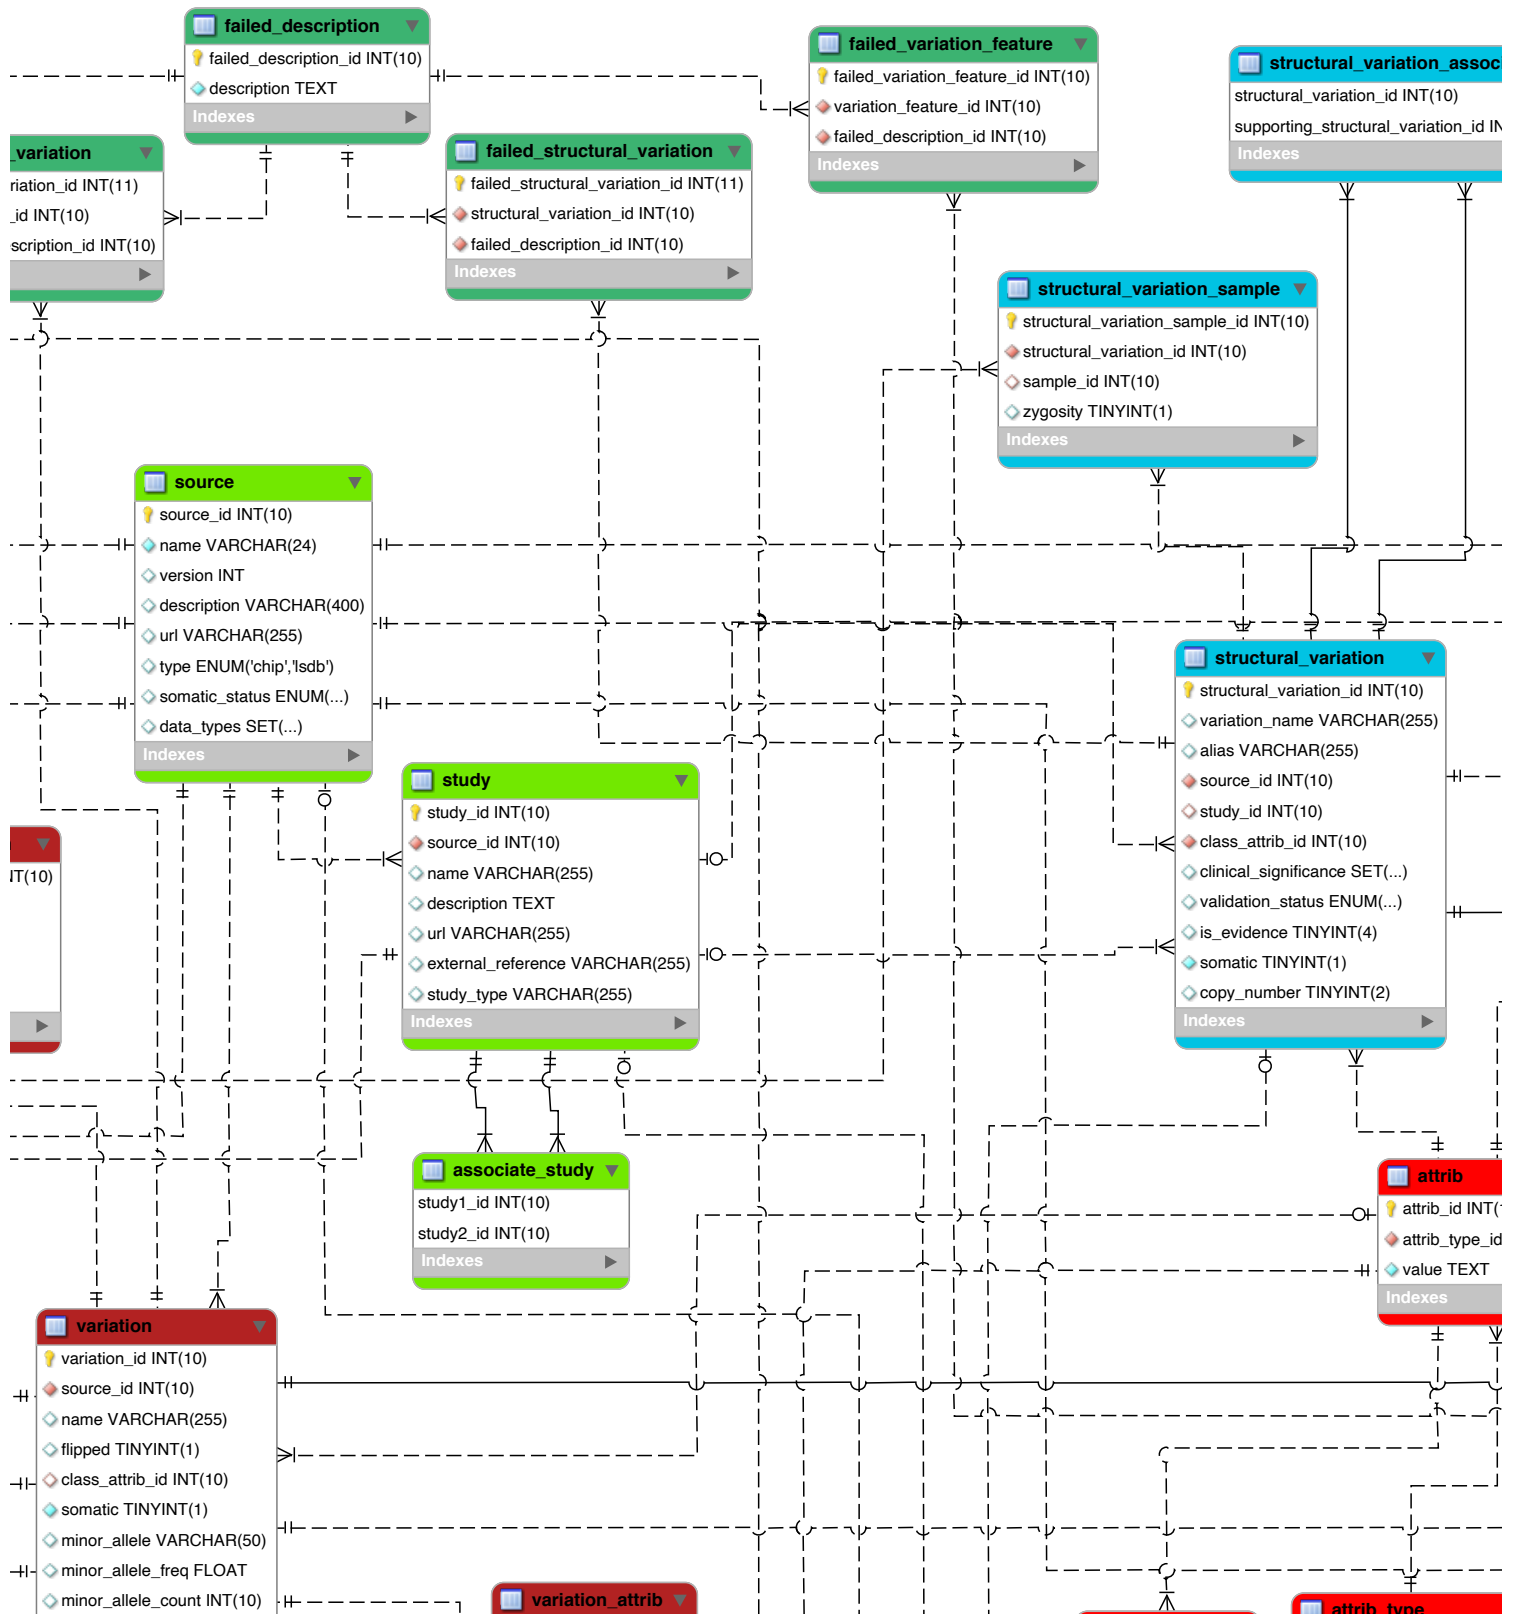 failed_description
failed_description_id INT(10)
description TEXT
Indexes
failed_variation_feature
failed_variation_feature_id INT(10)
variation_feature_id INT(10)
failed_description_id INT(10)
Indexes
structural_variation_assoc
structural_variation_id INT(10)
supporting_structural_variation_id IN
Indexes
_variation
riation_id INT(11)
_id INT(10)
scription_id INT(10)
failed_structural_variation
failed_structural_variation_id INT(11)
structural_variation_id INT(10)
failed_description_id INT(10)
Indexes
structural_variation_sample
structural_variation_sample_id INT(10)
structural_variation_id INT(10)
sample_id INT(10)
zygosity TINYINT(1)
Indexes
source
source_id INT(10)
name VARCHAR(24)
version INT
description VARCHAR(400)
url VARCHAR(255)
type ENUM('chip','lsdb')
somatic_status ENUM(...)
data_types SET(...)
Indexes
structural_variation
structural_variation_id INT(10)
variation_name VARCHAR(255)
alias VARCHAR(255)
source_id INT(10)
study_id INT(10)
class_attrib_id INT(10)
clinical_significance SET(...)
validation_status ENUM(...)
is_evidence TINYINT(4)
somatic TINYINT(1)
copy_number TINYINT(2)
Indexes
study
study_id INT(10)
source_id INT(10)
name VARCHAR(255)
description TEXT
url VARCHAR(255)
external_reference VARCHAR(255)
study_type VARCHAR(255)
Indexes
NT(10)
associate_study
study1_id INT(10)
study2_id INT(10)
Indexes
attrib
attrib_id INT(
attrib_type_id
value TEXT
Indexes
variation
variation_id INT(10)
source_id INT(10)
name VARCHAR(255)
flipped TINYINT(1)
class_attrib_id INT(10)
somatic TINYINT(1)
minor_allele VARCHAR(50)
minor_allele_freq FLOAT
minor_allele_count INT(10)
variation_attrib
attrib_type